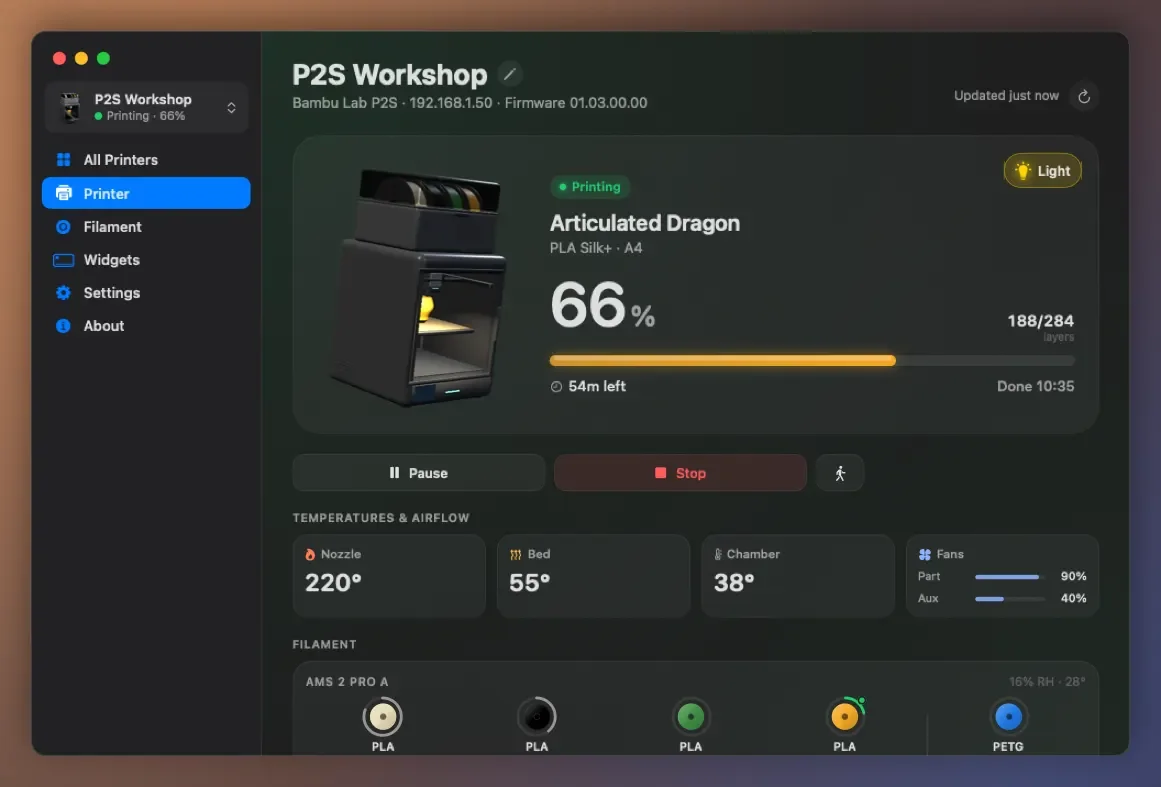 P2S Workshop
Printing · 66%
All Printers
Printer
Filament
Widgets
Settings
About
P2S Workshop
Bambu Lab P2S · 192.168.1.50 · Firmware 01.03.00.00
Updated just now
Light
Printing
Articulated Dragon
PLA Silk+ · A4
66%
188/284
layers
54m left
Done 10:35
Pause
Stop
TEMPERATURES & AIRFLOW
Nozzle
220°
Bed
55°
Chamber
38°
Fans
Part 90%
Aux 40%
FILAMENT
AMS 2 PRO A
16% RH · 28°
PLA
PLA
PLA
PLA
PETG